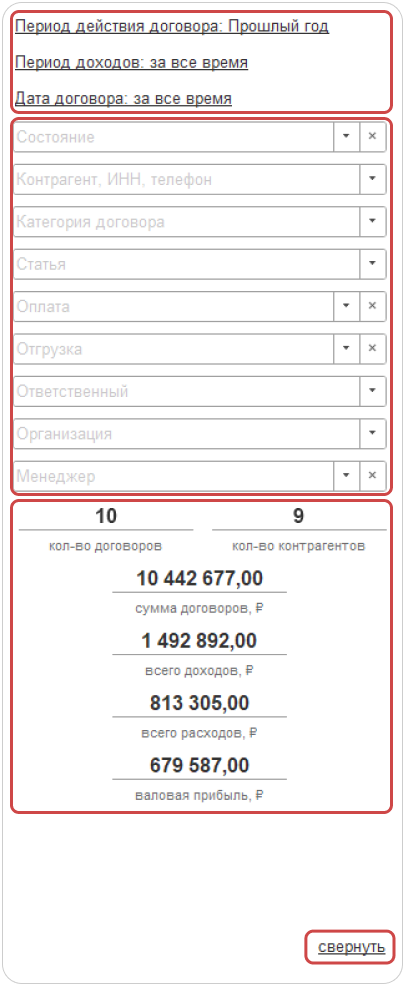 Период действия договора: Прошлый год
Период доходов: за все время
Дата договора: за все время
Состояние
Контрагент, ИНН, телефон
Категория договора
Статья
Оплата
Отгрузка
Ответственный
Организация
Менеджер
10 9
кол-во договоров кол-во контрагентов
10 442 677,00
сумма договоров, ₽
1 492 892,00
всего доходов, ₽
813 305,00
всего расходов, ₽
679 587,00
валовая прибыль, ₽
свернуть